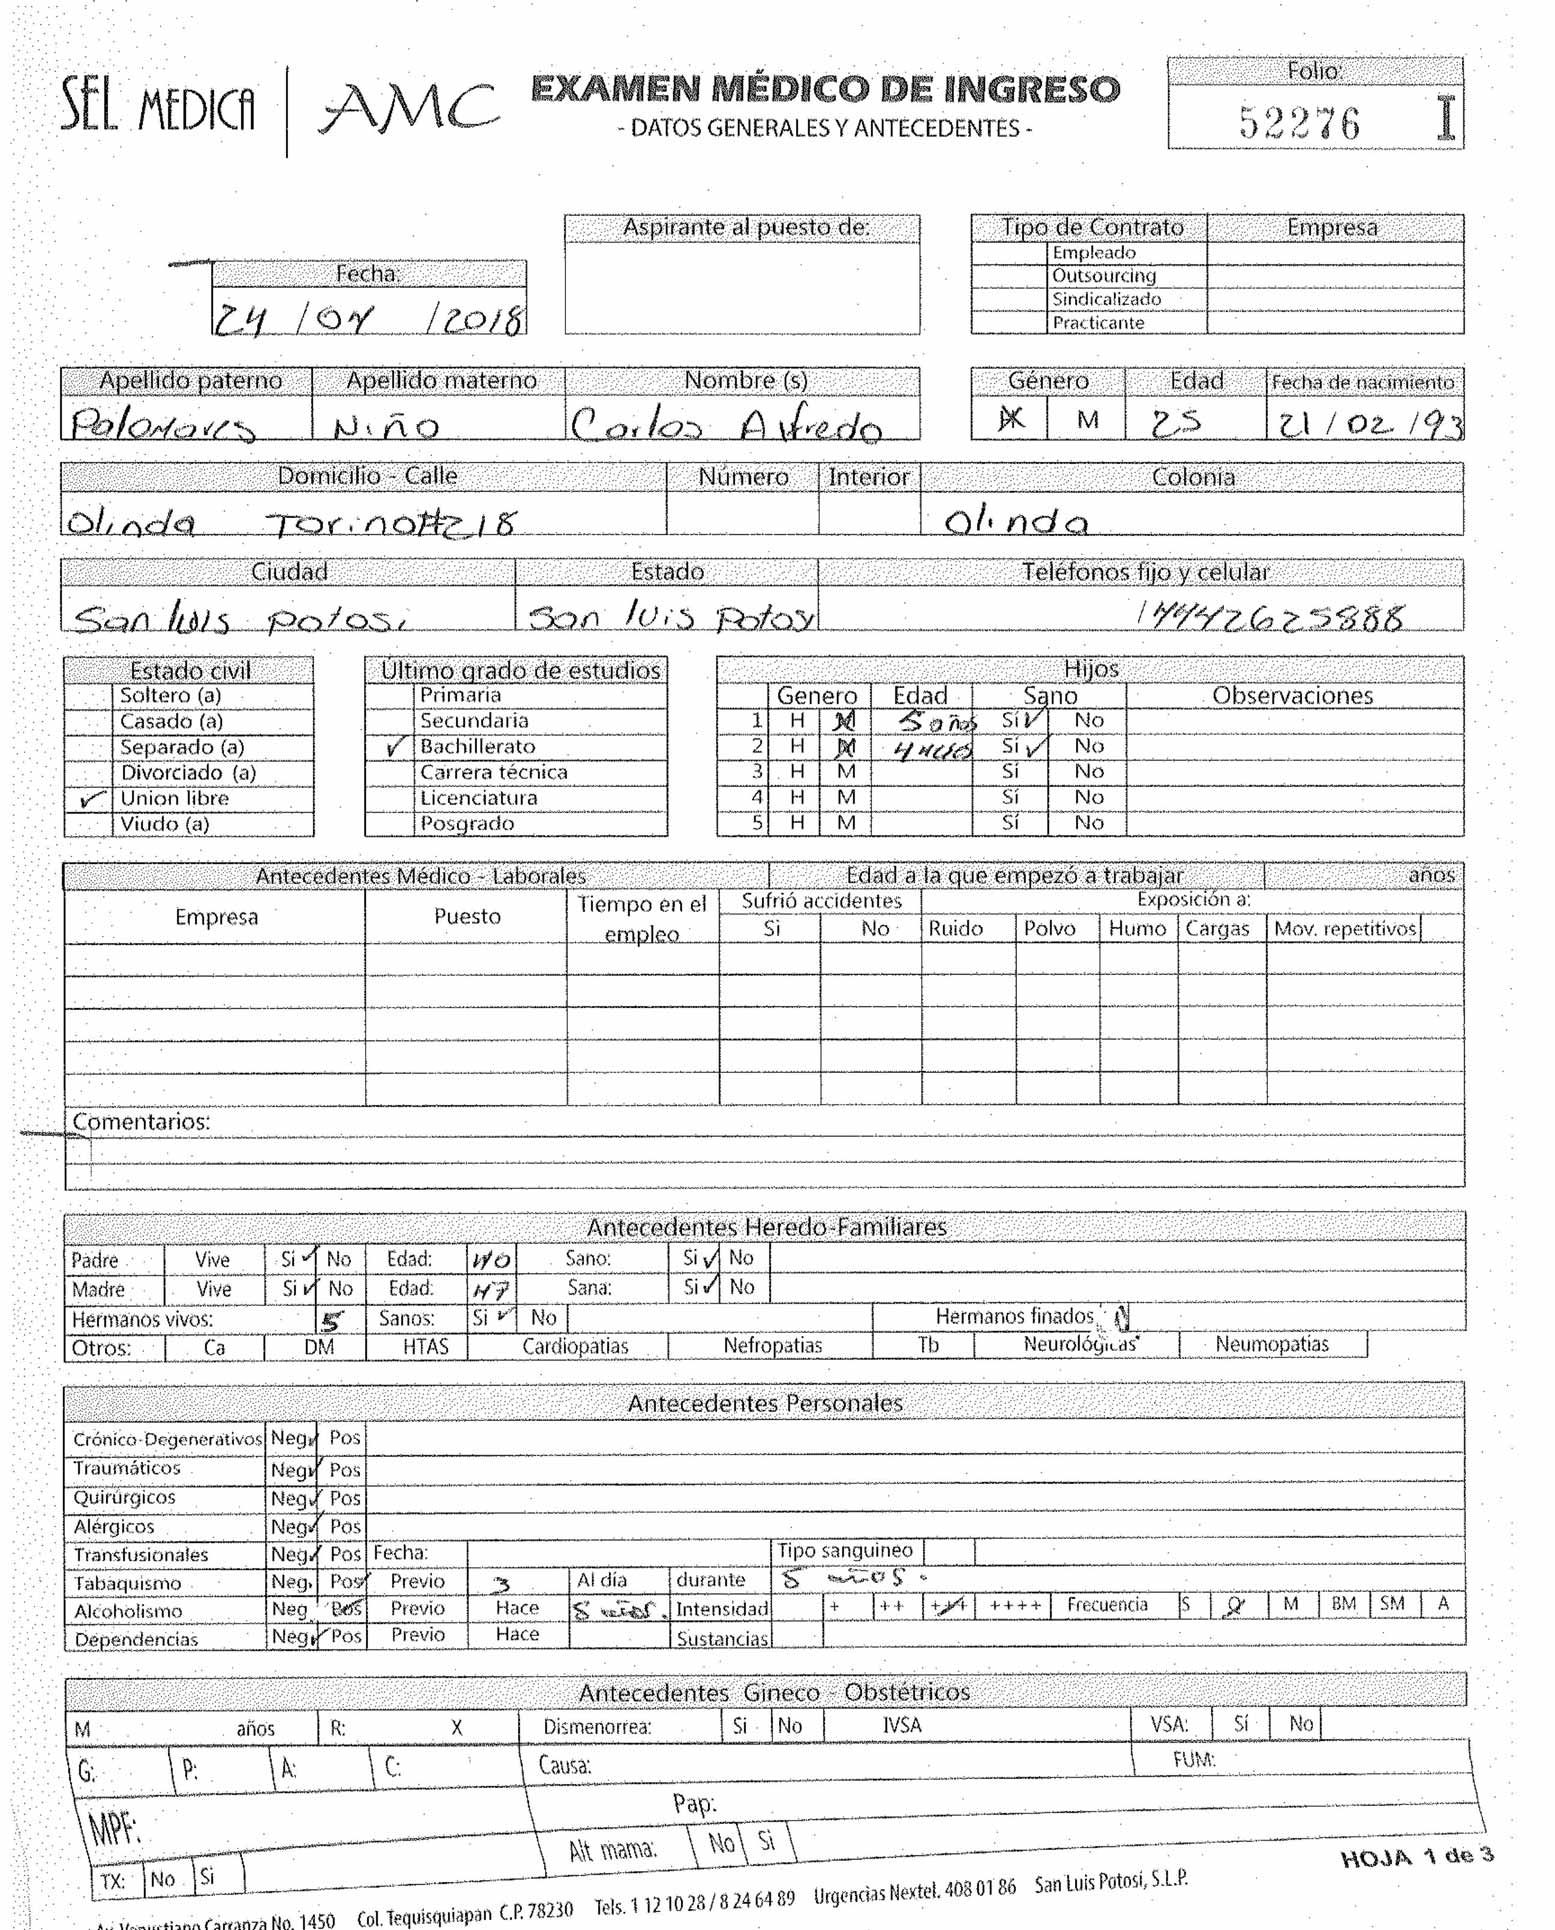 SEL MEDICA | AMC EXAMEN MÉDICO DE INGRESO Folio:
- DATOS GENERALES Y ANTECEDENTES - 52276 I
Aspirante al puesto de: Tipo de Contrato Empresa
Empleado
Fecha: Outsourcing
Sindicalizado
24 /04 /2018 Practicante
Apellido paterno Apellido materno Nombre (s) Género Edad Fecha de nacimiento
Palomares Niño Carlos Alfredo H M 25 21/02/93
Domicilio - Calle Número Interior Colonia
Olinda Torino #218 Olinda
Ciudad Estado Teléfonos fijo y celular
San luis potosi San luis Potosi
Estado civil Último grado de estudios Hijos
Soltero (a) Primaria Genero Edad Sano Observaciones
Casado (a) Secundaria 1 H M 5 años Sí ✓ No
Separado (a) ✓ Bachillerato 2 H M 4 meses Si ✓ No
Divorciado (a) Carrera técnica 3 H M Si No
✓ Union libre Licenciatura 4 H M Sí No
Viudo (a) Posgrado 5 H M Sí No
Antecedentes Médico - Laborales Edad a la que empezó a trabajar años
Empresa Puesto Tiempo en el empleo Sufrió accidentes Exposición a:
Si No Ruido Polvo Humo Cargas Mov. repetitivos
Comentarios:
Antecedentes Heredo-Familiares
Padre Vive Si ✓ No Edad: 40 Sano: Si ✓ No
Madre Vive Si ✓ No Edad: 47 Sana: Si ✓ No
Hermanos vivos: 5 Sanos: Si ✓ No Hermanos finados 0
Otros: Ca DM HTAS Cardiopatias Nefropatias Tb Neurológicas Neumopatias
Antecedentes Personales
Crónico-Degenerativos Neg ✓ Pos
Traumáticos Neg ✓ Pos
Quirúrgicos Neg ✓ Pos
Alérgicos Neg ✓ Pos
Transfusionales Neg ✓ Pos Fecha: Tipo sanguineo
Tabaquismo Neg. Pos Previo 3 Al día durante 5 años.
Alcoholismo Neg Pos Previo Hace 8 años. Intensidad + ++ +++ ++++ Frecuencia S Q M BM SM A
Dependencias Neg ✓ Pos Previo Hace Sustancias
Antecedentes Gineco - Obstétricos
M años R: X Dismenorrea: Si No IVSA VSA: Sí No
G: P: A: C: Causa: FUM:
MPF: Pap:
TX: No Si Alt mama: No Si
HOJA 1 de 3
Carranza No. 1450 Col. Tequisquiapan C.P. 78230 Tels. 1 12 10 28 / 8 24 64 89 Urgencias Nextel. 408 01 86 San Luis Potosí, S.L.P.